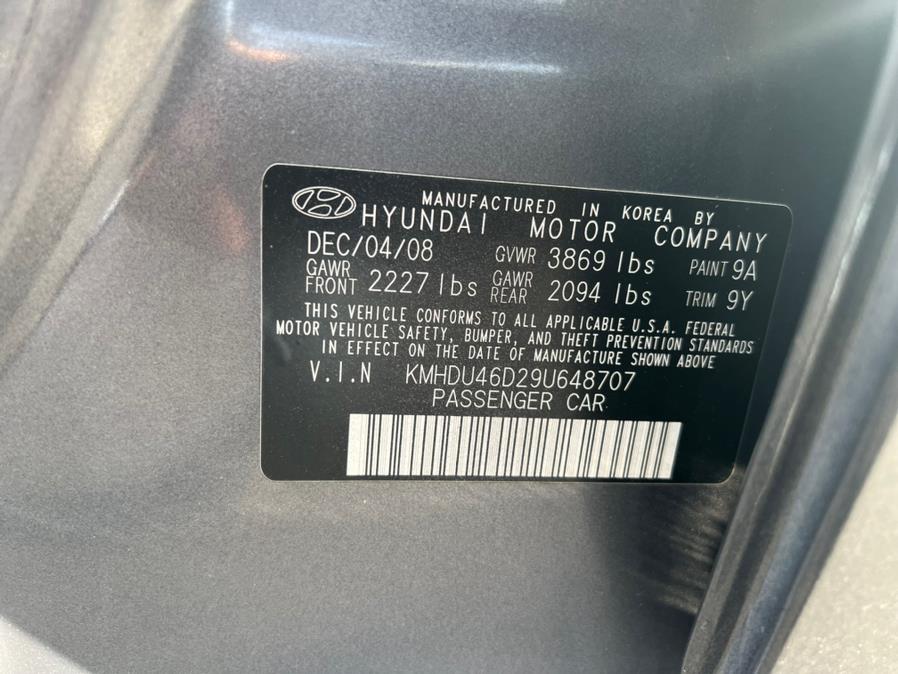 MANUFACTURED IN KOREA BY
HYUNDAI MOTOR COMPANY
DEC/04/08 GVWR 3869 lbs PAINT 9A
GAWR FRONT 2227 lbs GAWR REAR 2094 lbs TRIM 9Y
THIS VEHICLE CONFORMS TO ALL APPLICABLE U.S.A. FEDERAL
MOTOR VEHICLE SAFETY, BUMPER, AND THEFT PREVENTION STANDARDS
IN EFFECT ON THE DATE OF MANUFACTURE SHOWN ABOVE
V.I.N KMHDU46D29U648707
PASSENGER CAR